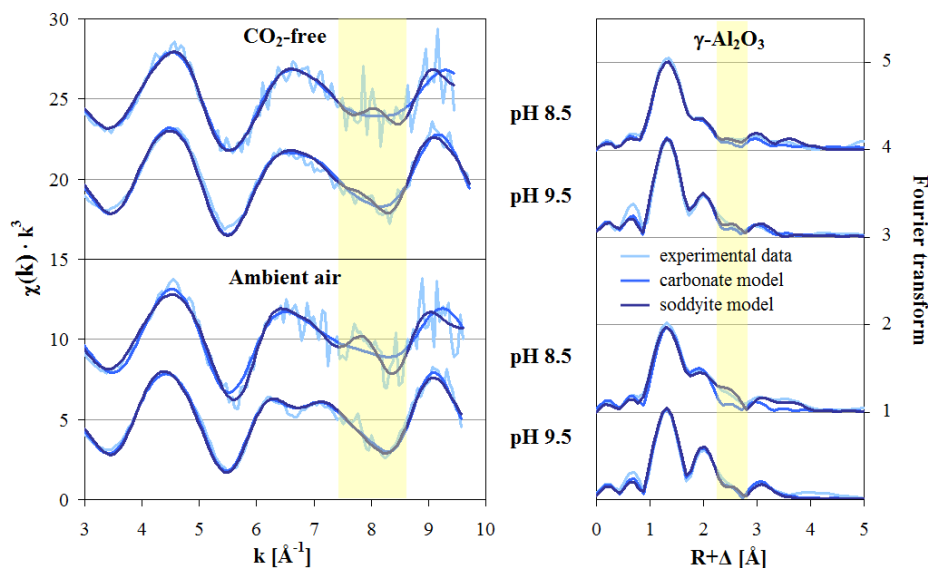 CO₂-free
γ-Al₂O₃
30
25
20
15
10
5
0
χ(k) · k³
pH 8.5
pH 9.5
Ambient air
pH 8.5
pH 9.5
experimental data
carbonate model
soddyite model
5
4
3
2
1
Fourier transform
3 4 5 6 7 8 9 10
k [Å⁻¹]
0 1 2 3 4 5
R+Δ [Å]